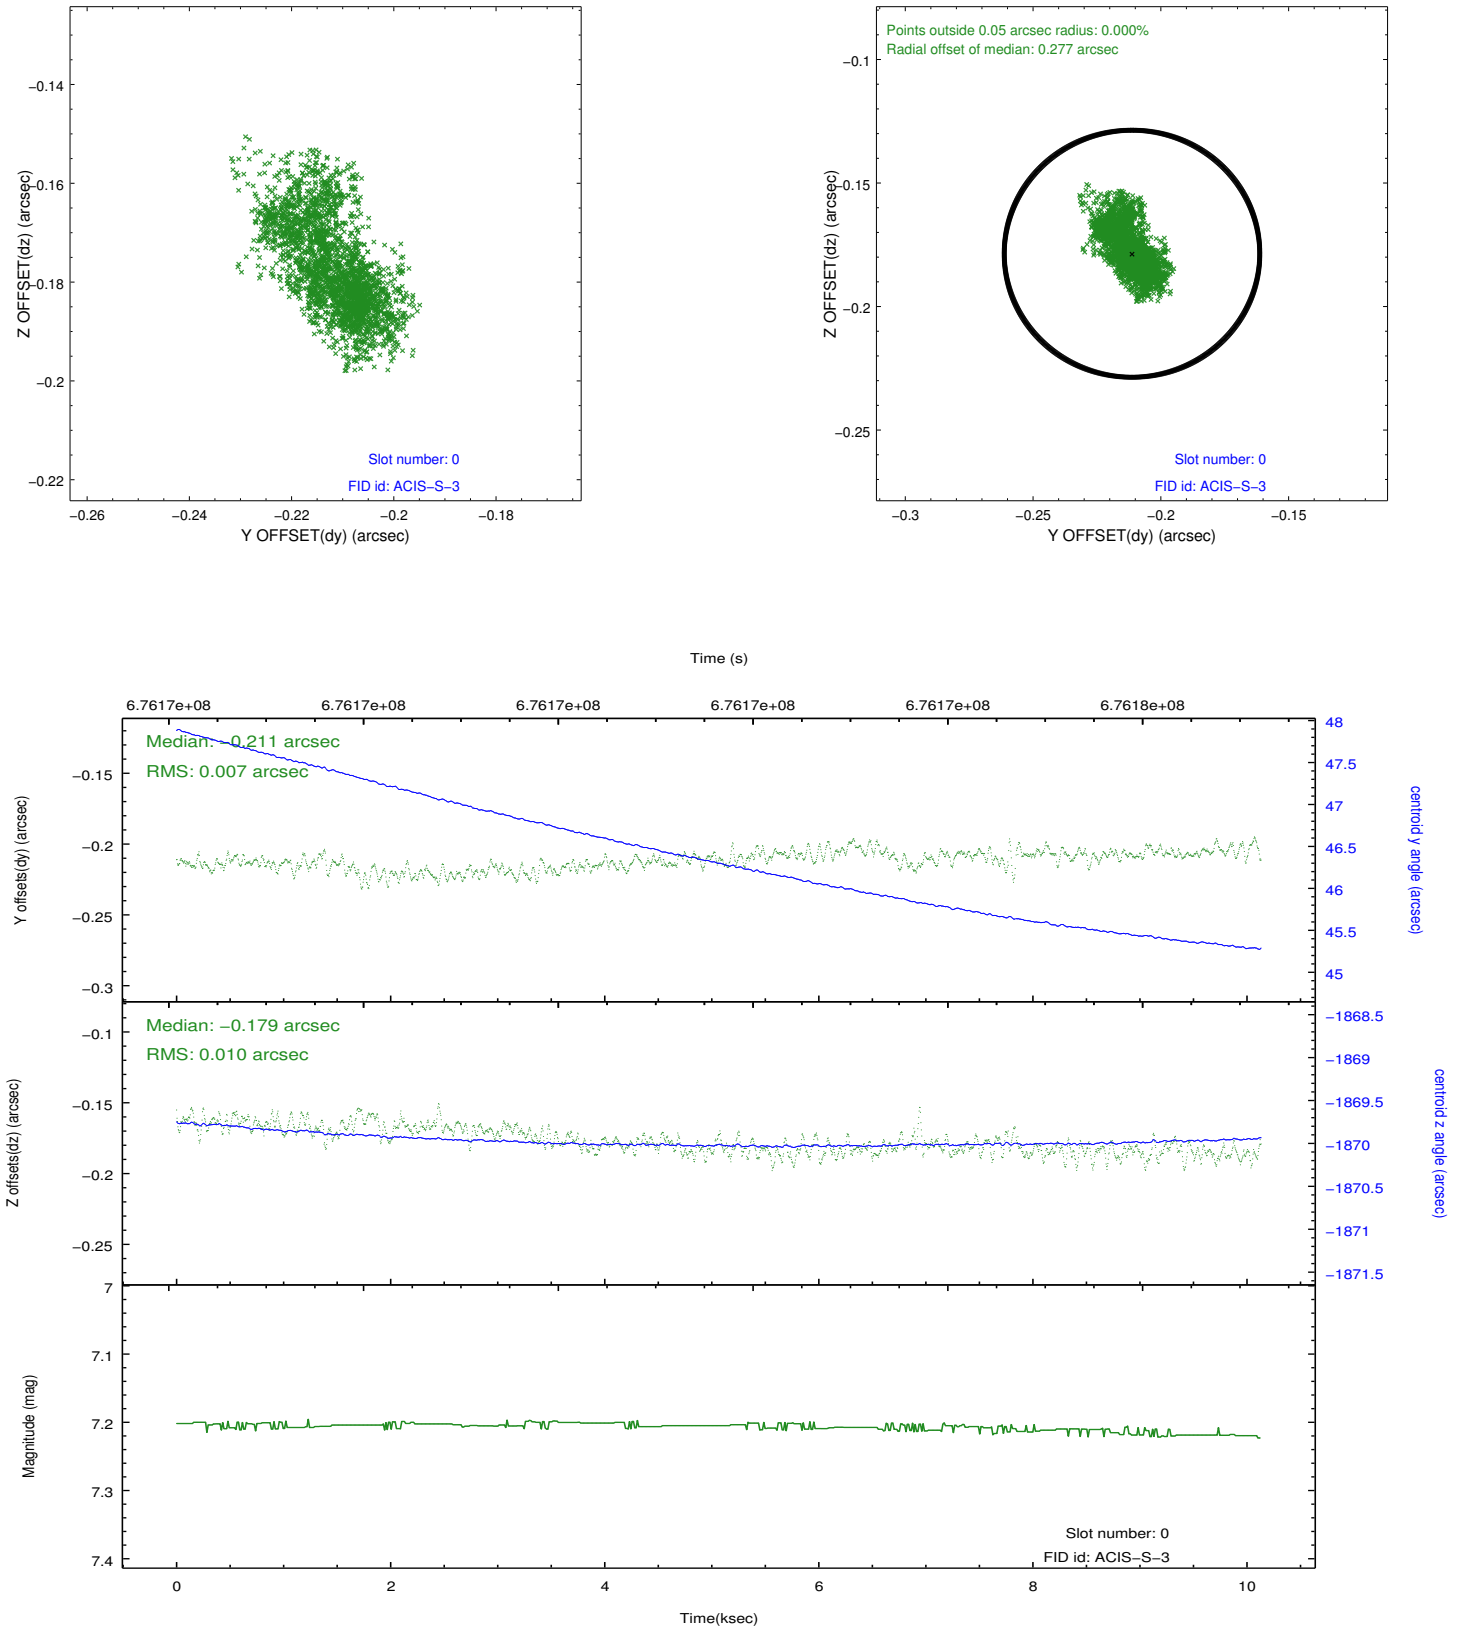 −0.14
−0.16
−0.18
−0.2
−0.22
Z OFFSET(dz) (arcsec)
Slot number: 0
FID id: ACIS−S−3
−0.26
−0.24
−0.22
−0.2
−0.18
Y OFFSET(dy) (arcsec)
Points outside 0.05 arcsec radius: 0.000%
Radial offset of median: 0.277 arcsec
−0.1
−0.15
−0.2
−0.25
Z OFFSET(dz) (arcsec)
Slot number: 0
FID id: ACIS−S−3
−0.3
−0.25
−0.2
−0.15
Y OFFSET(dy) (arcsec)
Time (s)
6.7617e+08
6.7617e+08
6.7617e+08
6.7617e+08
6.7617e+08
6.7618e+08
Median: −0.211 arcsec
RMS: 0.007 arcsec
−0.15
−0.2
−0.25
−0.3
Y offsets(dy) (arcsec)
48
47.5
47
46.5
46
45.5
45
centroid y angle (arcsec)
Median: −0.179 arcsec
RMS: 0.010 arcsec
−0.1
−0.15
−0.2
−0.25
Z offsets(dz) (arcsec)
−1868.5
−1869
−1869.5
−1870
−1870.5
−1871
−1871.5
centroid z angle (arcsec)
7
7.1
7.2
7.3
7.4
Magnitude (mag)
Slot number: 0
FID id: ACIS−S−3
0
2
4
6
8
10
Time(ksec)